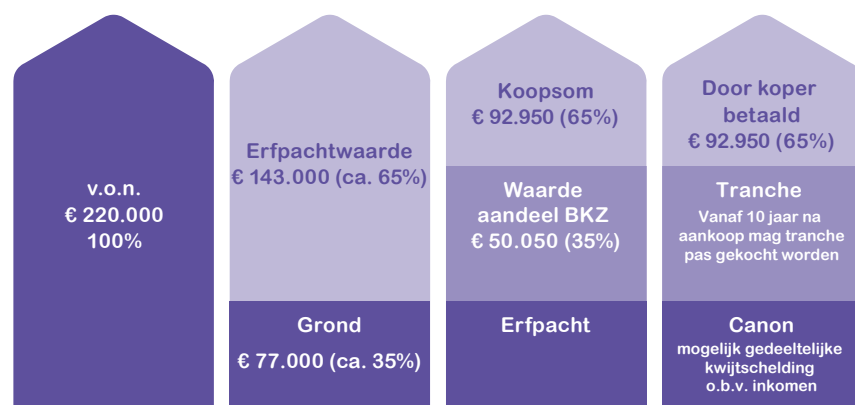 v.o.n.
€ 220.000
100%
Erfpachtwaarde
€ 143.000 (ca. 65%)
Grond
€ 77.000 (ca. 35%)
Koopsom
€ 92.950 (65%)
Waarde
aandeel BKZ
€ 50.050 (35%)
Erfpacht
Door koper
betaald
€ 92.950 (65%)
Tranche
Vanaf 10 jaar na
aankoop mag tranche
pas gekocht worden
Canon
mogelijk gedeeltelijke
kwijtschelding
o.b.v. inkomen